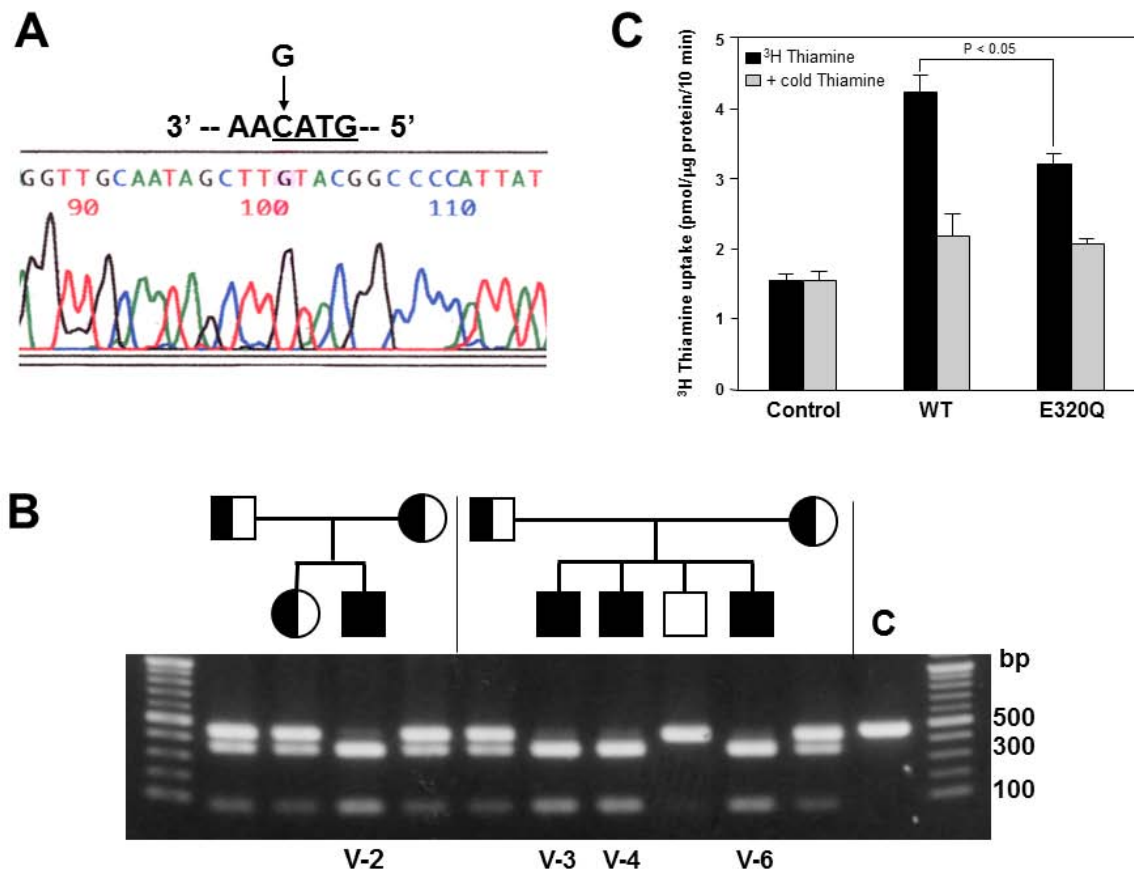 A
G
3’ -- AACATG-- 5’
GGTTGCAATAGCTTGTACGGCCCCATTAT
90 100 110
C
³H Thiamine uptake (pmol/µg protein/10 min)
5
4
3
2
1
0
³H Thiamine
+ cold Thiamine
P < 0.05
Control WT E320Q
B
C
bp
500
300
100
V-2 V-3 V-4 V-6